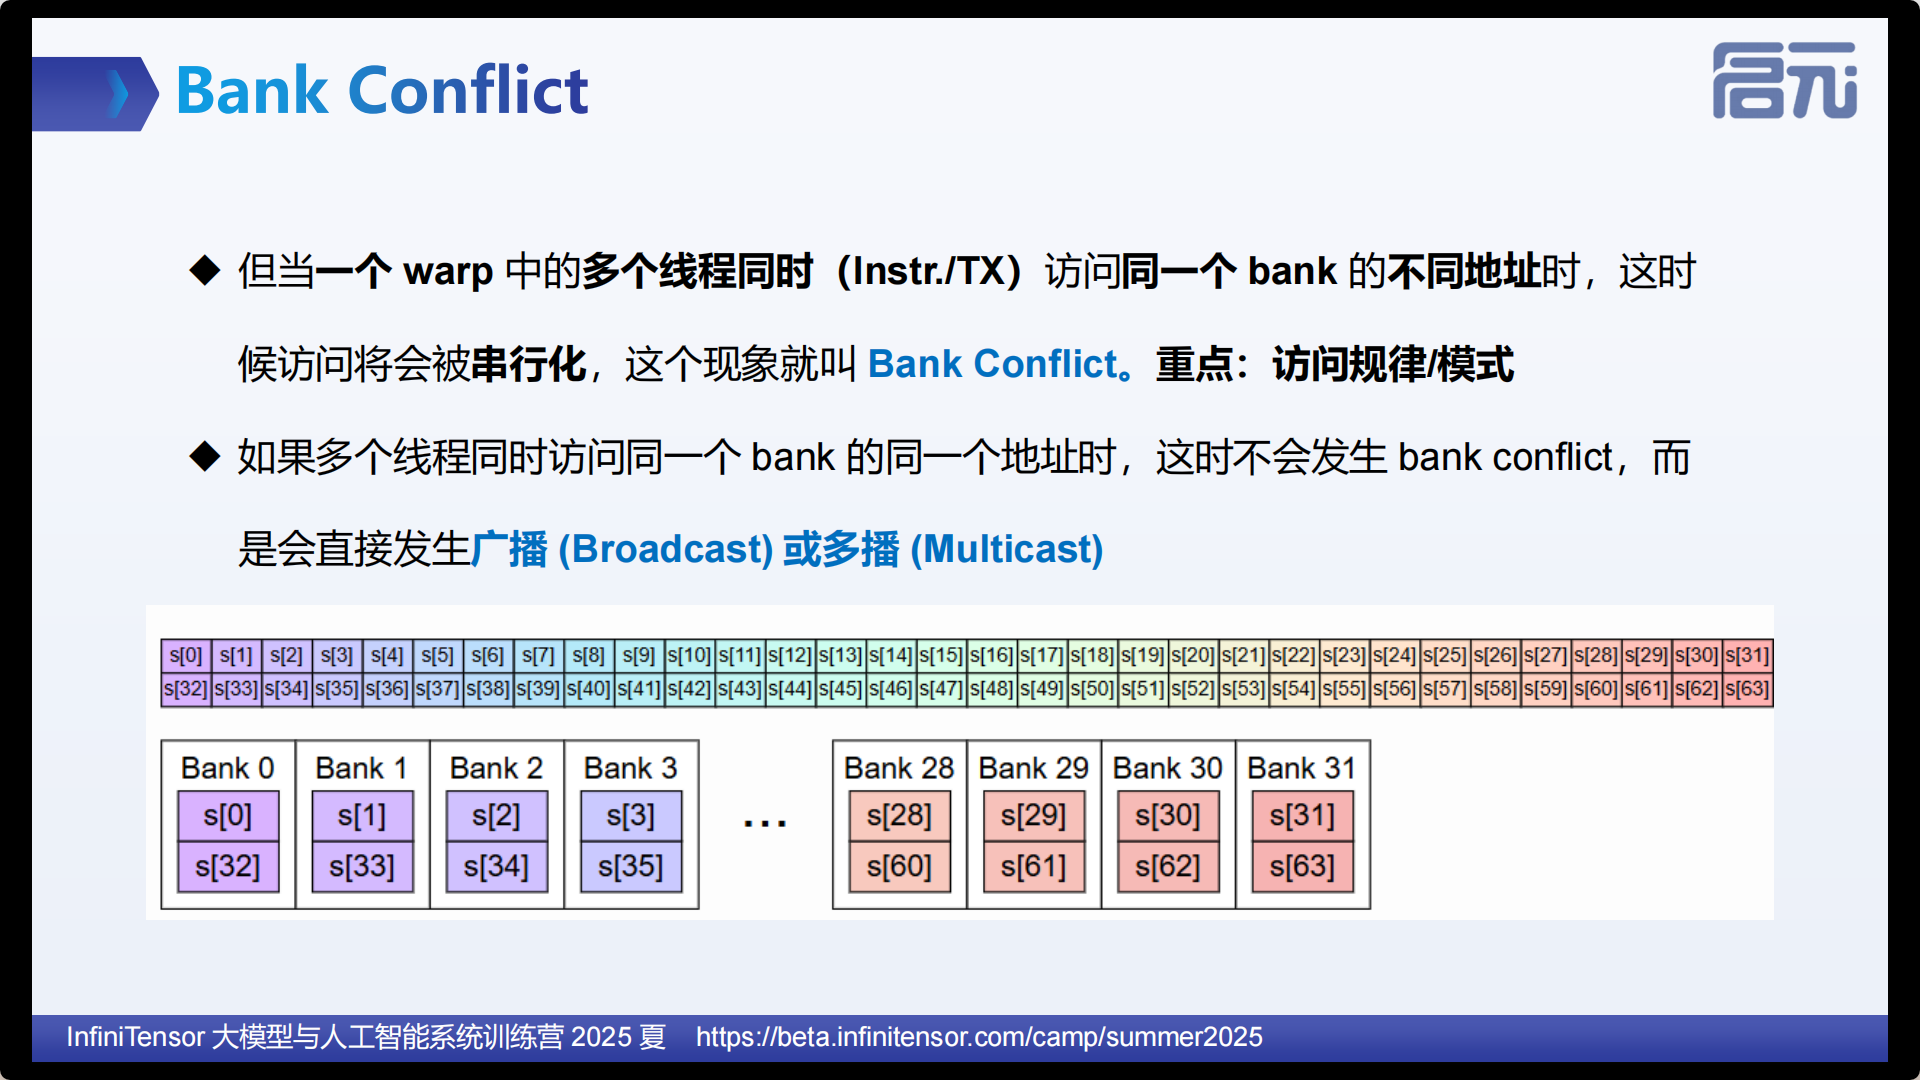 Bank Conflict
启元
◆ 但当一个 warp 中的多个线程同时（Instr./TX）访问同一个 bank 的不同地址时，这时
候访问将会被串行化，这个现象就叫 Bank Conflict。重点：访问规律/模式
◆ 如果多个线程同时访问同一个 bank 的同一个地址时，这时不会发生 bank conflict，而
是会直接发生广播 (Broadcast) 或多播 (Multicast)
s[0] s[1] s[2] s[3] s[4] s[5] s[6] s[7] s[8] s[9] s[10] s[11] s[12] s[13] s[14] s[15] s[16] s[17] s[18] s[19] s[20] s[21] s[22] s[23] s[24] s[25] s[26] s[27] s[28] s[29] s[30] s[31]
s[32] s[33] s[34] s[35] s[36] s[37] s[38] s[39] s[40] s[41] s[42] s[43] s[44] s[45] s[46] s[47] s[48] s[49] s[50] s[51] s[52] s[53] s[54] s[55] s[56] s[57] s[58] s[59] s[60] s[61] s[62] s[63]
Bank 0 Bank 1 Bank 2 Bank 3 ... Bank 28 Bank 29 Bank 30 Bank 31
s[0] s[1] s[2] s[3] s[28] s[29] s[30] s[31]
s[32] s[33] s[34] s[35] s[60] s[61] s[62] s[63]
InfiniTensor 大模型与人工智能系统训练营 2025 夏 https://beta.infinitensor.com/camp/summer2025